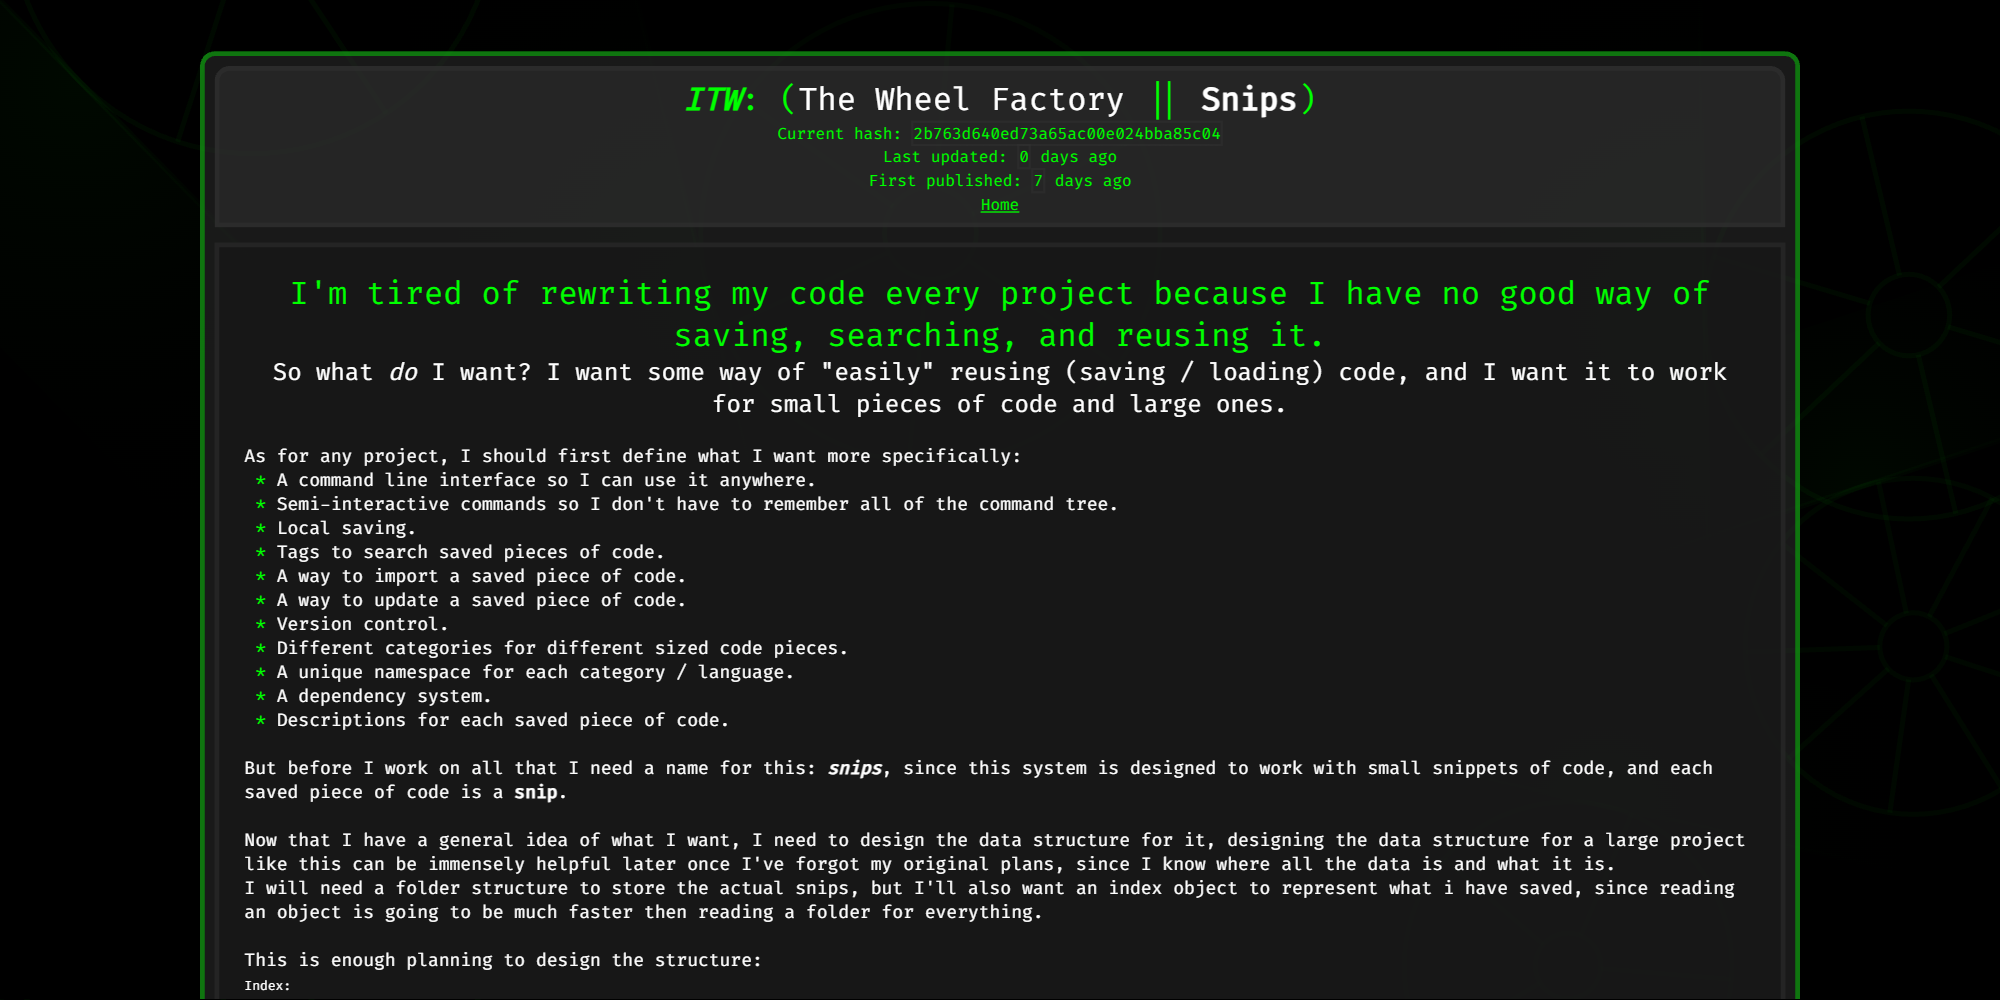 ITW: (The Wheel Factory || Snips)
Current hash: 2b763d640ed73a65ac00e024bba85c04
Last updated: 0 days ago
First published: 7 days ago
Home
I'm tired of rewriting my code every project because I have no good way of
saving, searching, and reusing it.
So what do I want? I want some way of "easily" reusing (saving / loading) code, and I want it to work
for small pieces of code and large ones.
As for any project, I should first define what I want more specifically:
* A command line interface so I can use it anywhere.
* Semi-interactive commands so I don't have to remember all of the command tree.
* Local saving.
* Tags to search saved pieces of code.
* A way to import a saved piece of code.
* A way to update a saved piece of code.
* Version control.
* Different categories for different sized code pieces.
* A unique namespace for each category / language.
* A dependency system.
* Descriptions for each saved piece of code.
But before I work on all that I need a name for this: snips, since this system is designed to work with small snippets of code, and each
saved piece of code is a snip.
Now that I have a general idea of what I want, I need to design the data structure for it, designing the data structure for a large project
like this can be immensely helpful later once I've forgot my original plans, since I know where all the data is and what it is.
I will need a folder structure to store the actual snips, but I'll also want an index object to represent what i have saved, since reading
an object is going to be much faster then reading a folder for everything.
This is enough planning to design the structure:
Index: